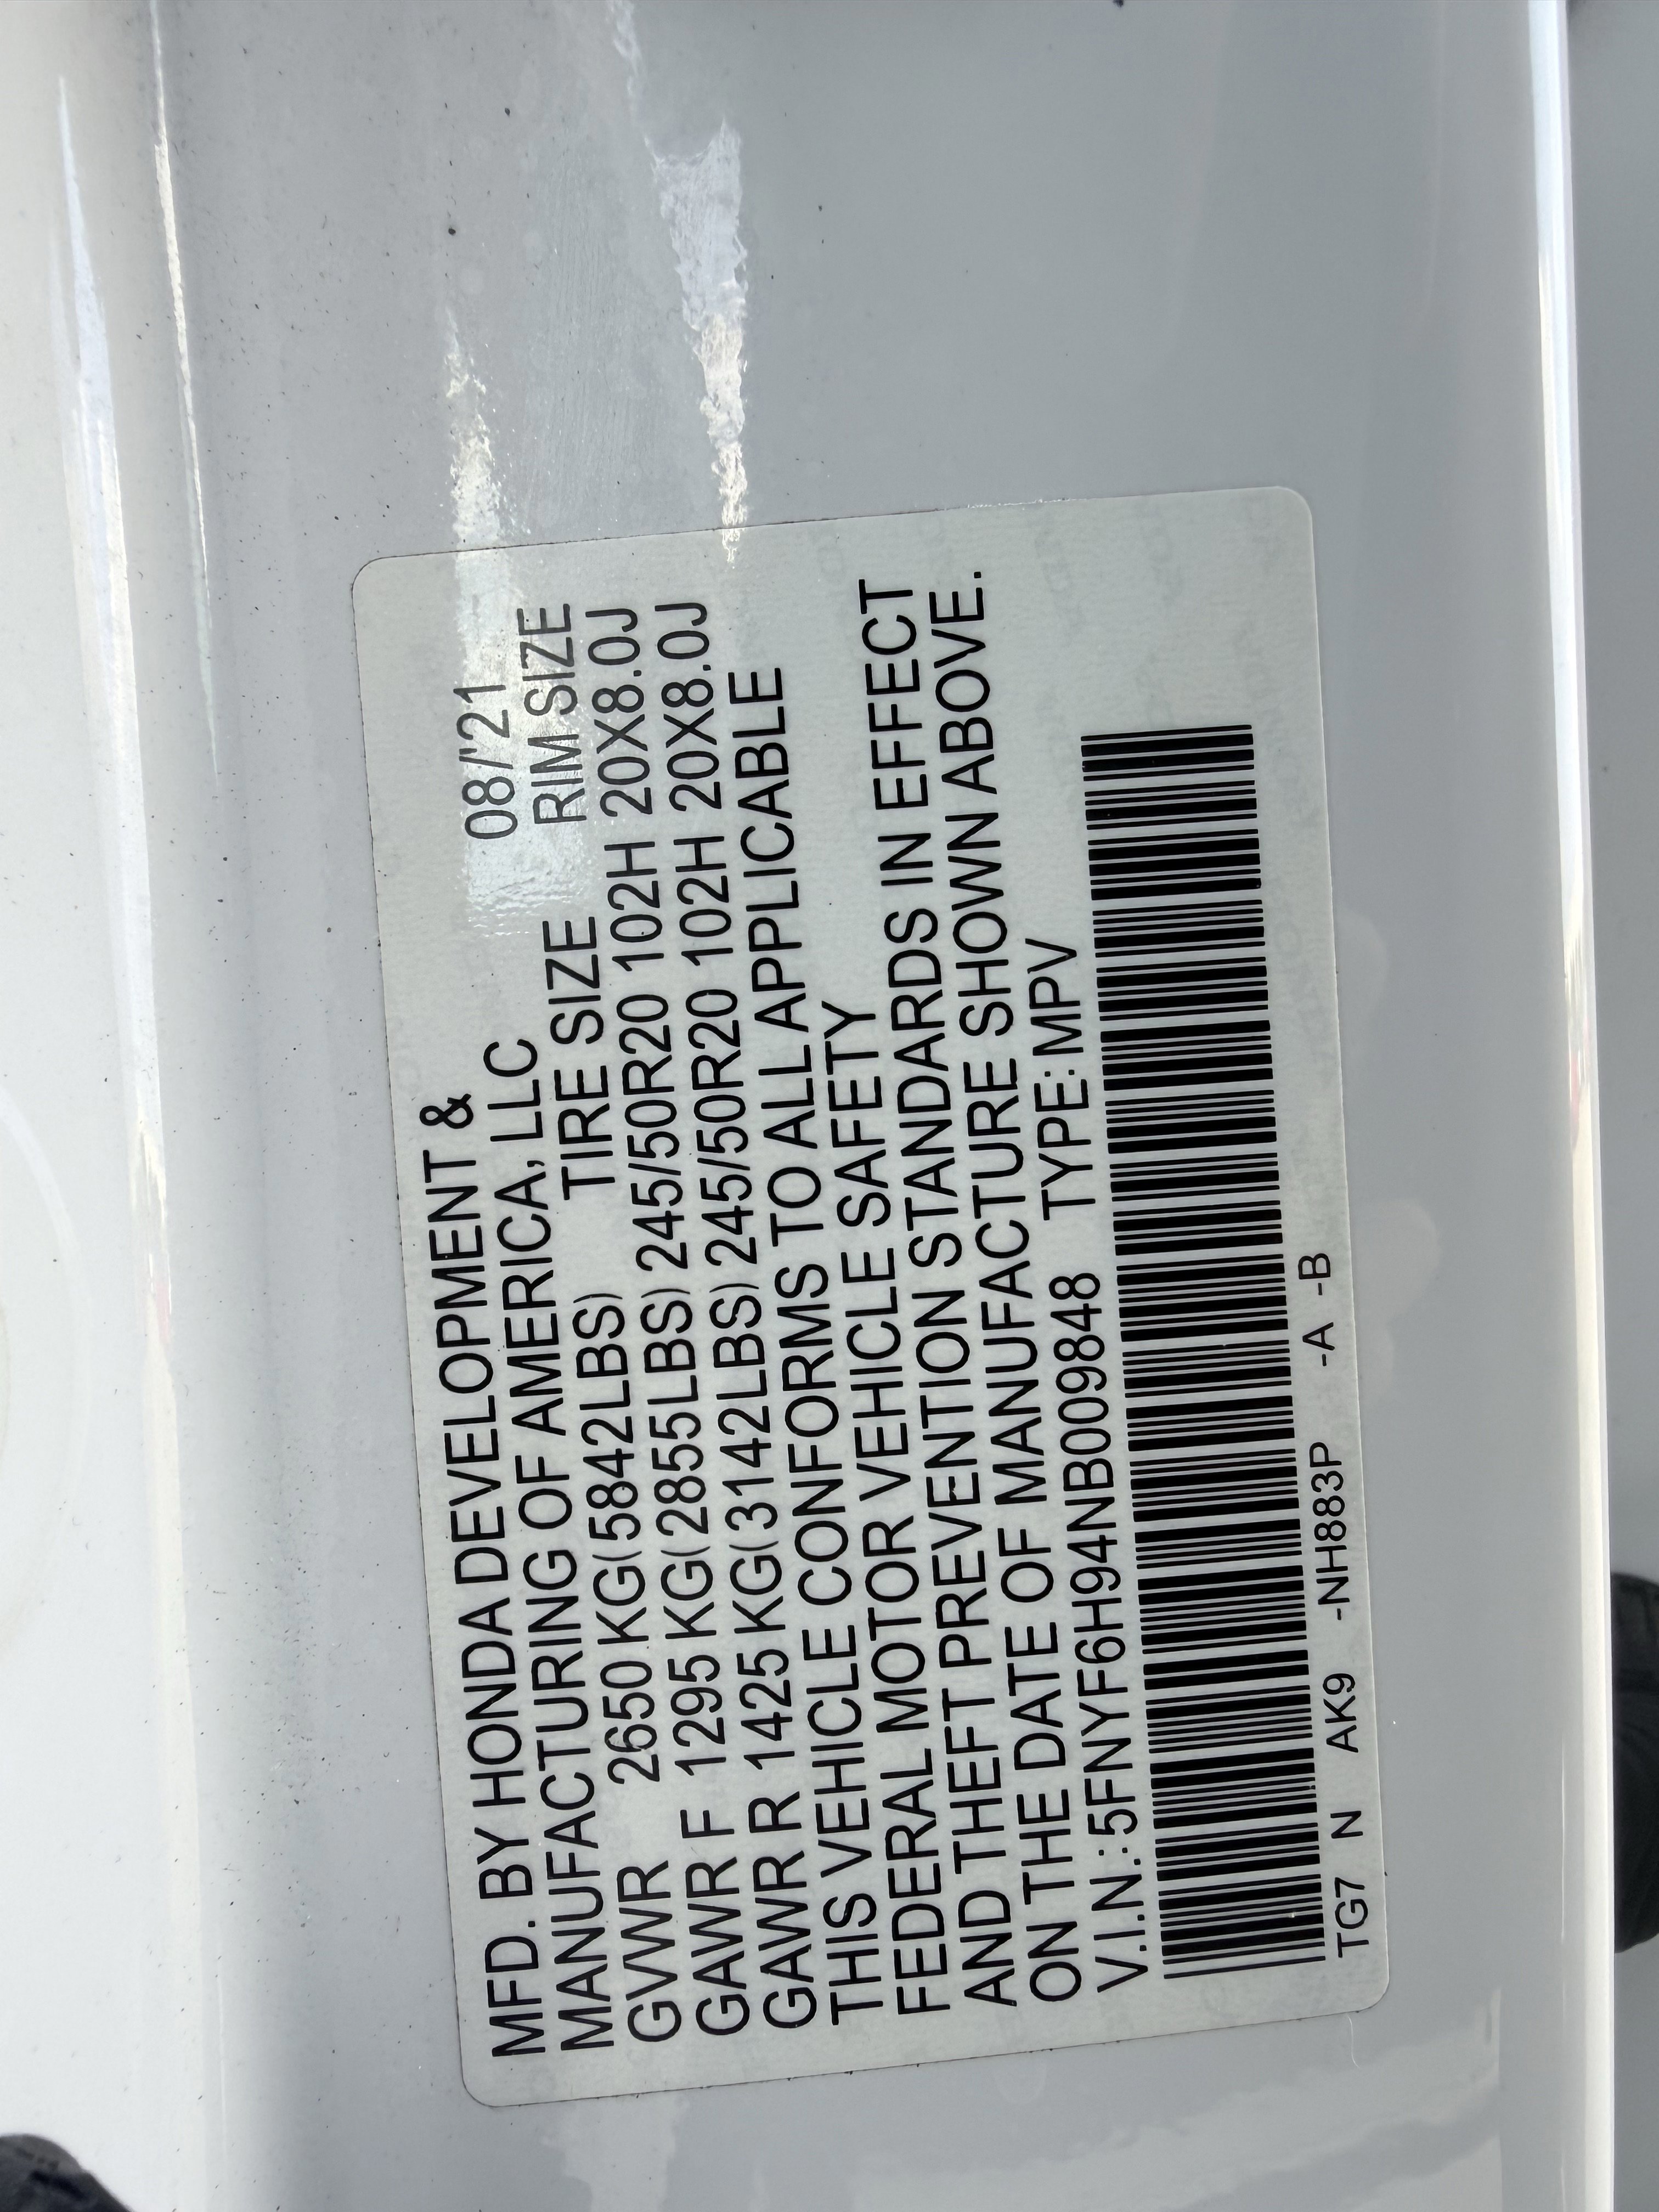 MFD. BY HONDA DEVELOPMENT &
MANUFACTURING OF AMERICA, LLC 08/'21
GVWR 2650 KG(5842LBS) TIRE SIZE RIM SIZE
GAWR F 1295 KG(2855LBS) 245/50R20 102H 20X8.0J
GAWR R 1425 KG(3142LBS) 245/50R20 102H 20X8.0J
THIS VEHICLE CONFORMS TO ALL APPLICABLE
FEDERAL MOTOR VEHICLE SAFETY
AND THEFT PREVENTION STANDARDS IN EFFECT
ON THE DATE OF MANUFACTURE SHOWN ABOVE.
V.I.N.:5FNYF6H94NB009848 TYPE:MPV
TG7 N AK9 -NH883P -A -B